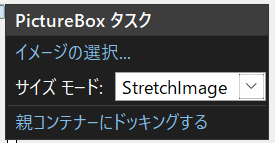 PictureBox タスク
イメージの選択...
サイズ モード: StretchImage
親コンテナーにドッキングする